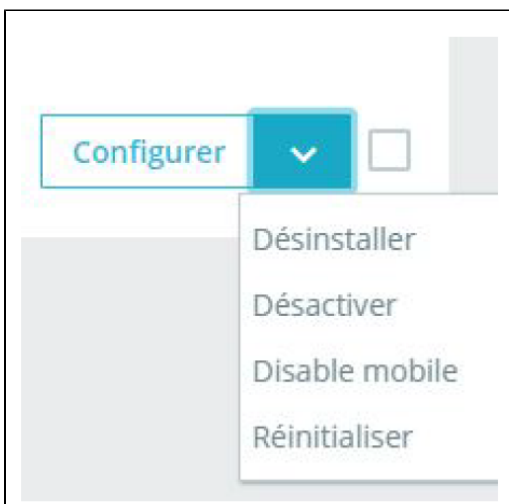 Configurer
Désinstaller
Désactiver
Disable mobile
Réinitialiser